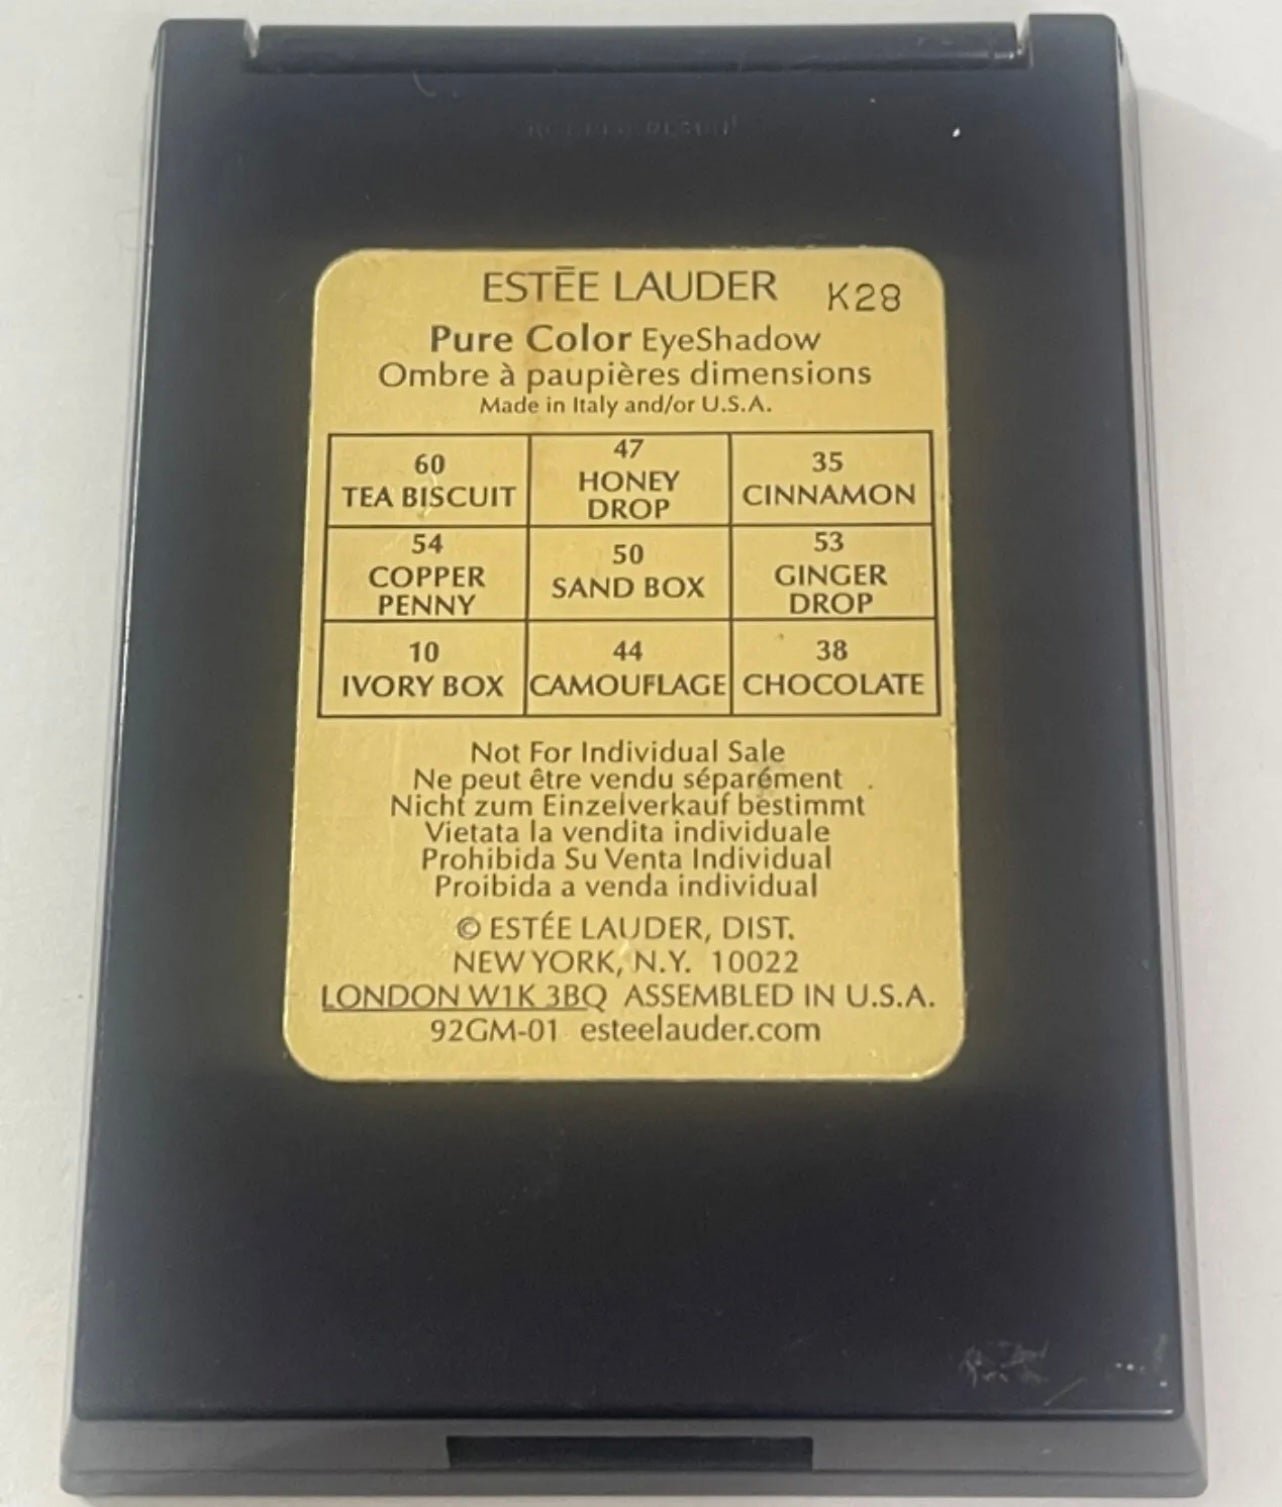 ESTĒE LAUDER K28
Pure Color EyeShadow
Ombre à paupières dimensions
Made in Italy and/or U.S.A.
60
TEA BISCUIT
47
HONEY
DROP
35
CINNAMON
54
COPPER
PENNY
50
SAND BOX
53
GINGER
DROP
10
IVORY BOX
44
CAMOUFLAGE
38
CHOCOLATE
Not For Individual Sale
Ne peut être vendu séparément
Nicht zum Einzelverkauf bestimmt
Vietata la vendita individuale
Prohibida Su Venta Individual
Proibida a venda individual
© ESTÉE LAUDER, DIST.
NEW YORK, N.Y. 10022
LONDON W1K 3BQ ASSEMBLED IN U.S.A.
92GM-01 esteelauder.com